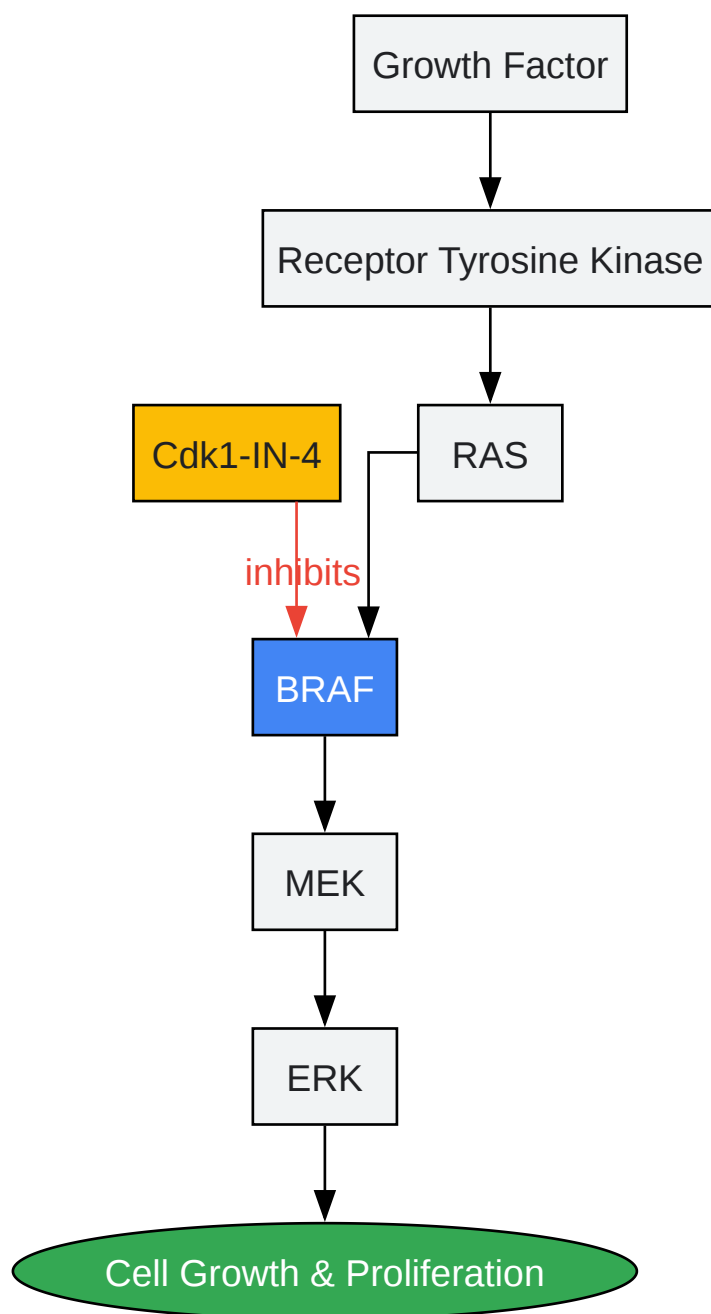 Growth Factor
Receptor Tyrosine Kinase
Cdk1-IN-4
RAS
inhibits
BRAF
MEK
ERK
Cell Growth & Proliferation